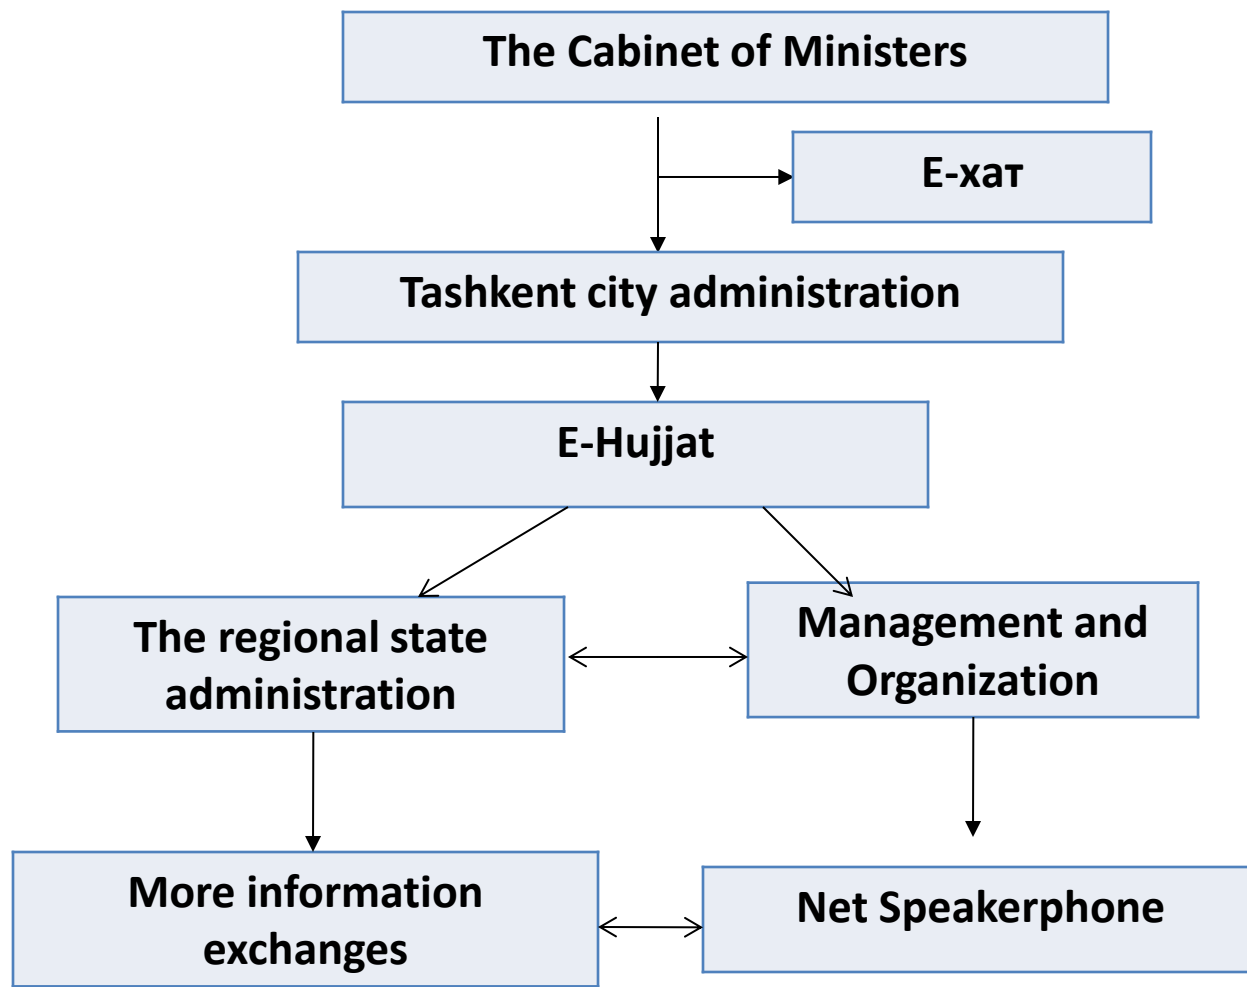 The Cabinet of Ministers
Е-хат
Tashkent city administration
E-Hujjat
The regional state
administration
Management and
Organization
More information
exchanges
Net Speakerphone